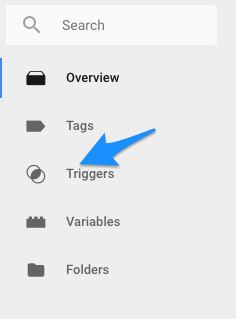 Search
Overview
Tags
Triggers
Variables
Folders